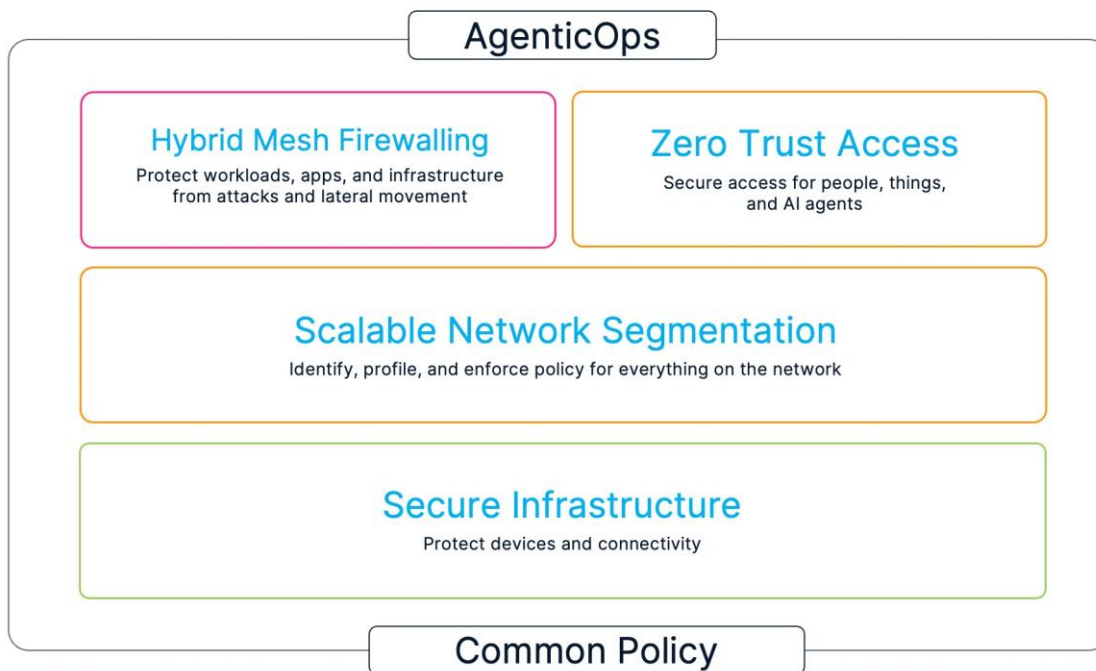 AgenticOps
Hybrid Mesh Firewalling
Protect workloads, apps, and infrastructure
from attacks and lateral movement
Zero Trust Access
Secure access for people, things,
and AI agents
Scalable Network Segmentation
Identify, profile, and enforce policy for everything on the network
Secure Infrastructure
Protect devices and connectivity
Common Policy